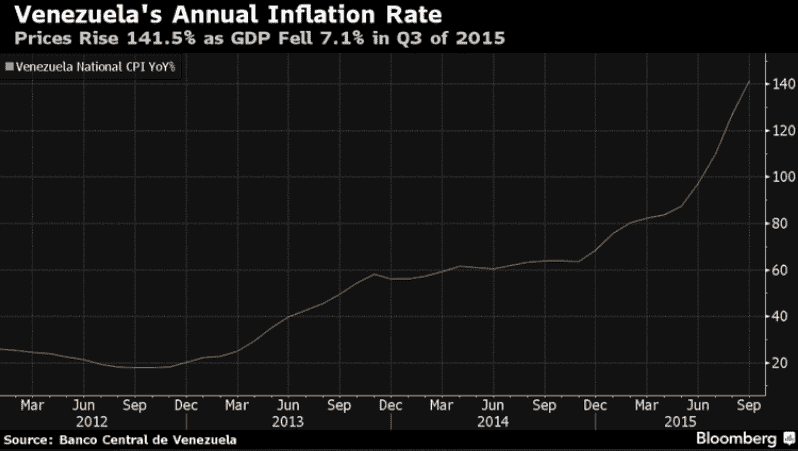 Venezuela's Annual Inflation Rate
Prices Rise 141.5% as GDP Fell 7.1% in Q3 of 2015
Venezuela National CPI YoY%
140
120
100
80
60
40
20
Mar Jun Sep Dec Mar Jun Sep Dec Mar Jun Sep Dec Mar Jun Sep
2012 2013 2014 2015
Source: Banco Central de Venezuela
Bloomberg